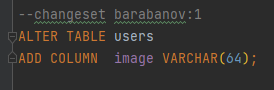 --changeset barabanov:1
ALTER TABLE users
ADD COLUMN  image VARCHAR(64);